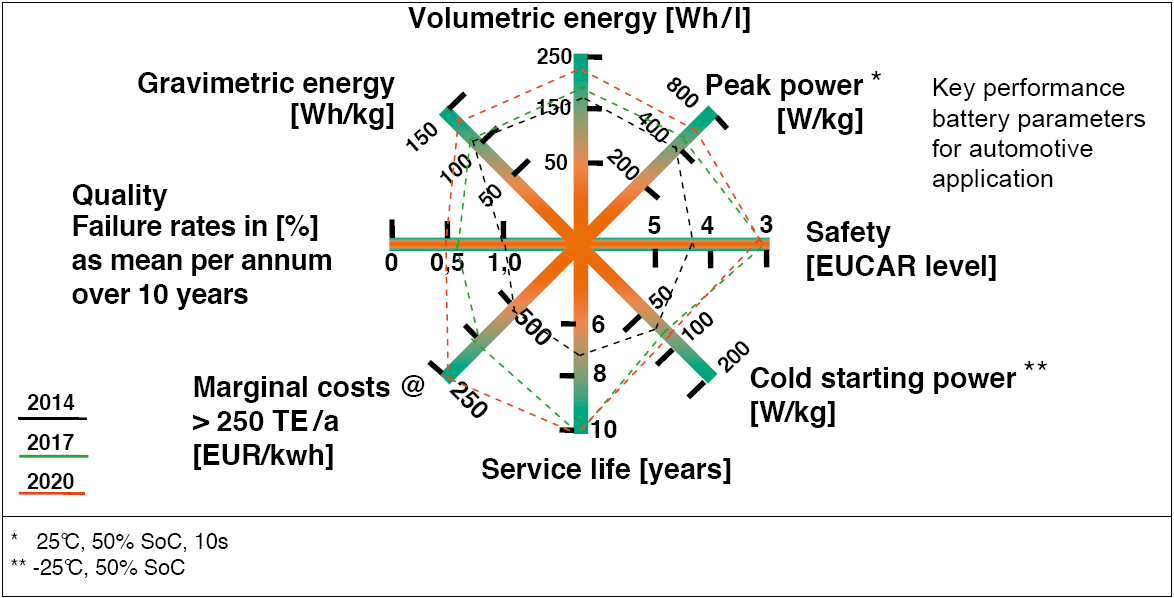 Volumetric energy [Wh/l]
Gravimetric energy
[Wh/kg]
Peak power *
[W/kg]
Key performance
battery parameters
for automotive
application
250
150
50
150
100
50
800
400
200
Quality
Failure rates in [%]
as mean per annum
over 10 years
0
0,5
1,0
5
4
3
Safety
[EUCAR level]
500
250
6
8
10
50
100
200
Marginal costs @
> 250 TE/a
[EUR/kwh]
Cold starting power **
[W/kg]
Service life [years]
2014
2017
2020
* 25°C, 50% SoC, 10s
** -25°C, 50% SoC